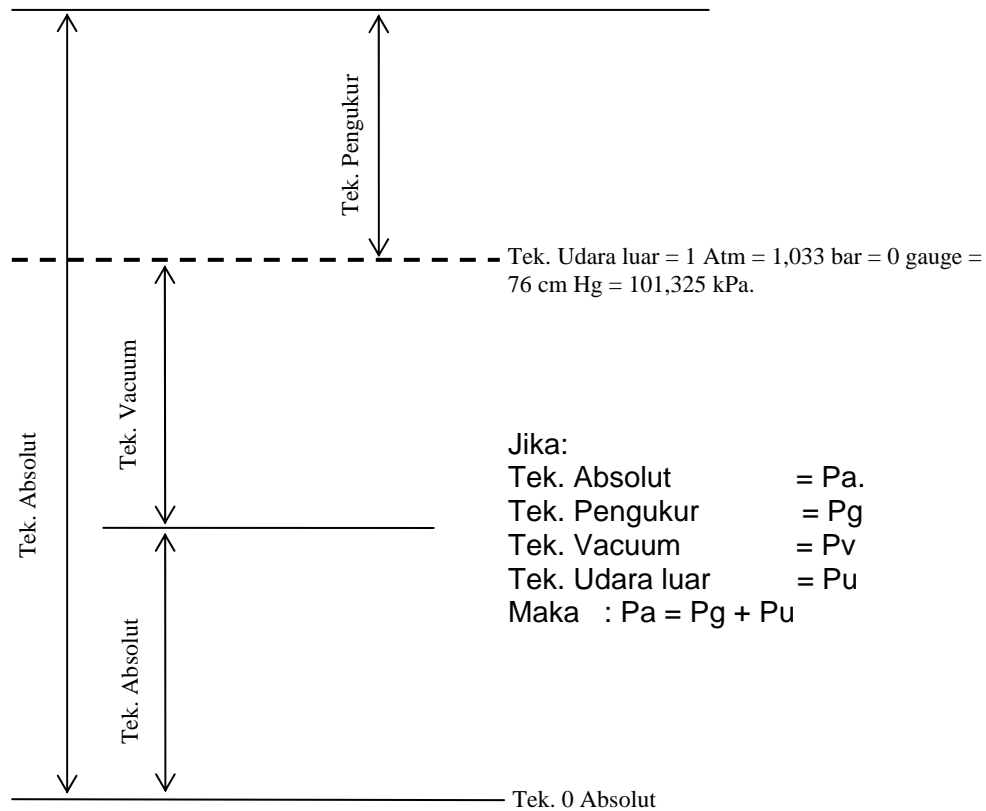 Tek. Pengukur
Tek. Udara luar = 1 Atm = 1,033 bar = 0 gauge =
76 cm Hg = 101,325 kPa.
Tek. Vacuum
Tek. Absolut
Jika:
Tek. Absolut = Pa.
Tek. Pengukur = Pg
Tek. Vacuum = Pv
Tek. Udara luar = Pu
Maka : Pa = Pg + Pu
Tek. Absolut
Tek. 0 Absolut